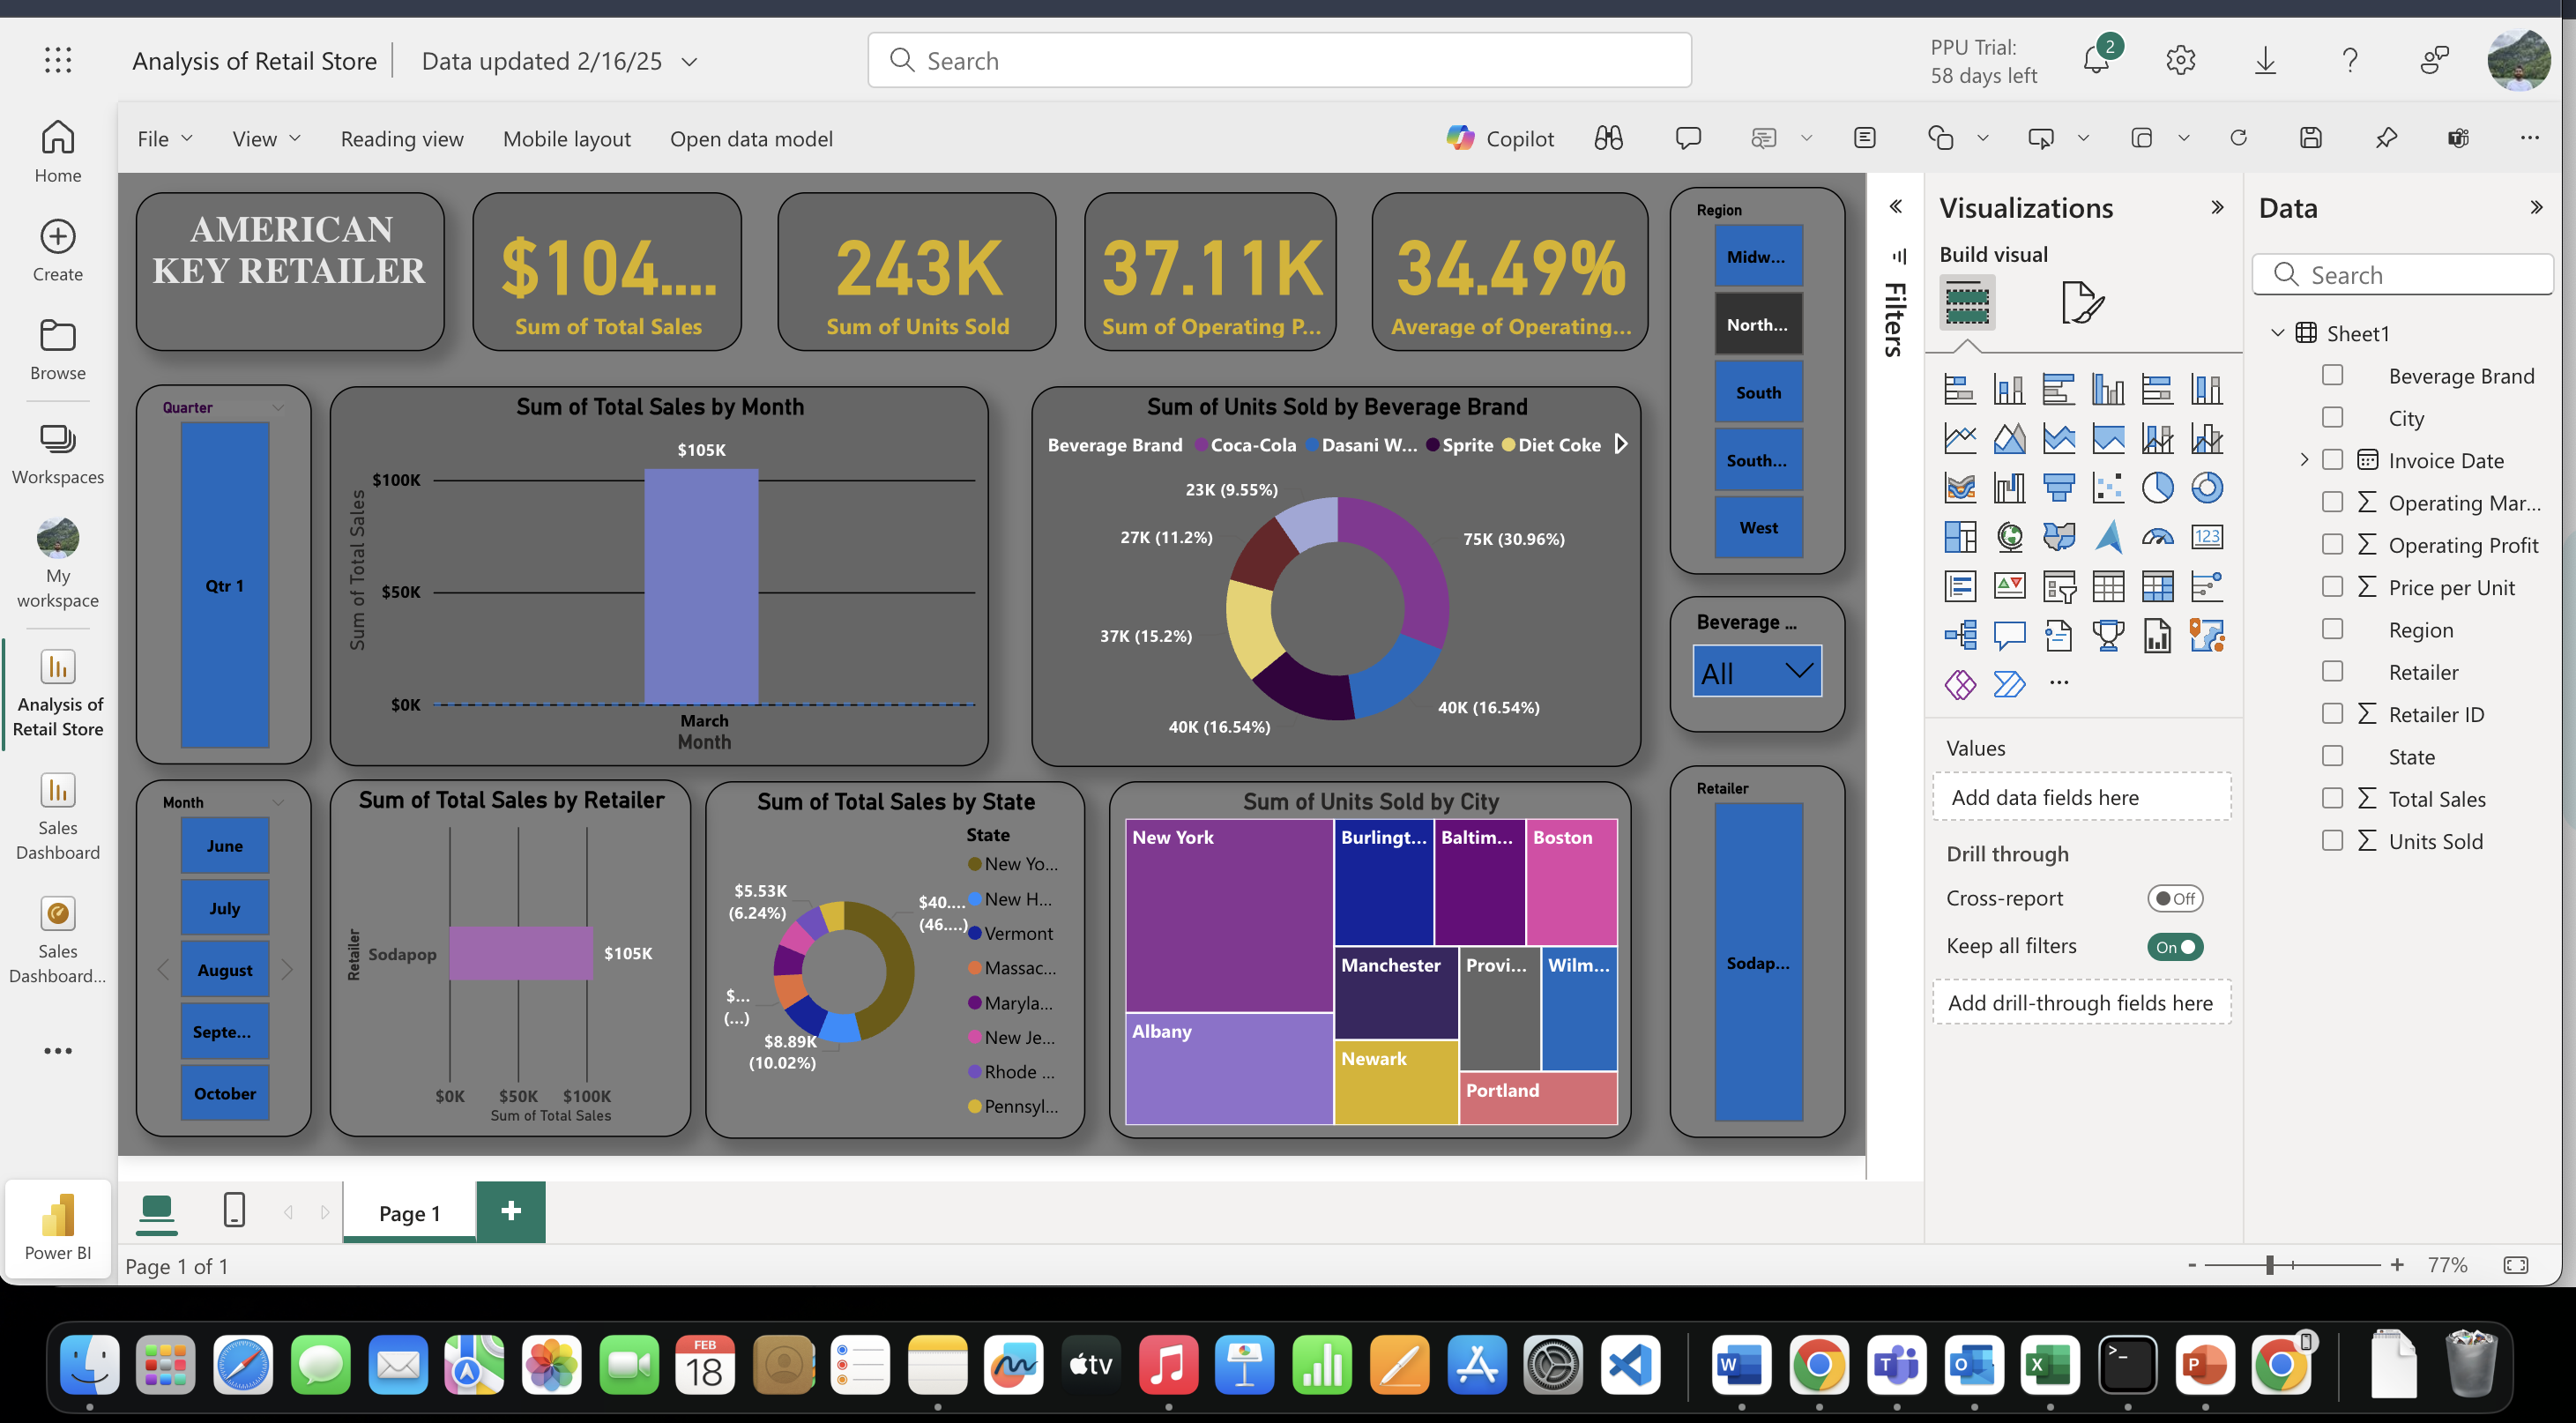 Analysis of Retail Store
Data updated 2/16/25
Search
PPU Trial:
58 days left
2
File
View
Reading view
Mobile layout
Open data model
Copilot
Home
Create
Browse
Workspaces
My
workspace
Analysis of
Retail Store
Sales
Dashboard
Sales
Dashboard...
Power BI
AMERICAN
KEY RETAILER
$104....
Sum of Total Sales
243K
Sum of Units Sold
37.11K
Sum of Operating P...
34.49%
Average of Operating...
Region
Midw...
North...
South
South...
West
Quarter
Qtr 1
Sum of Total Sales by Month
$105K
$100K
$50K
$0K
Sum of Total Sales
March
Month
Sum of Units Sold by Beverage Brand
Beverage Brand
Coca-Cola
Dasani W...
Sprite
Diet Coke
23K (9.55%)
27K (11.2%)
75K (30.96%)
37K (15.2%)
40K (16.54%)
40K (16.54%)
Beverage ...
All
Month
June
July
August
Septe...
October
Sum of Total Sales by Retailer
Retailer
Sodapop
$105K
$0K
$50K
$100K
Sum of Total Sales
Sum of Total Sales by State
State
New Yo...
New H...
Vermont
Massac...
Maryla...
New Je...
Rhode ...
Pennsyl...
$5.53K
(6.24%)
$40....
(46....)
$...
(...)
$8.89K
(10.02%)
Sum of Units Sold by City
New York
Burlingt...
Baltim...
Boston
Manchester
Provi...
Wilm...
Albany
Newark
Portland
Retailer
Sodap...
Filters
Visualizations
Build visual
123
Values
Add data fields here
Drill through
Cross-report
Off
Keep all filters
On
Add drill-through fields here
Data
Search
Sheet1
Beverage Brand
City
Invoice Date
Operating Mar...
Operating Profit
Price per Unit
Region
Retailer
Retailer ID
State
Total Sales
Units Sold
Page 1
Page 1 of 1
77%
FEB
18
tv